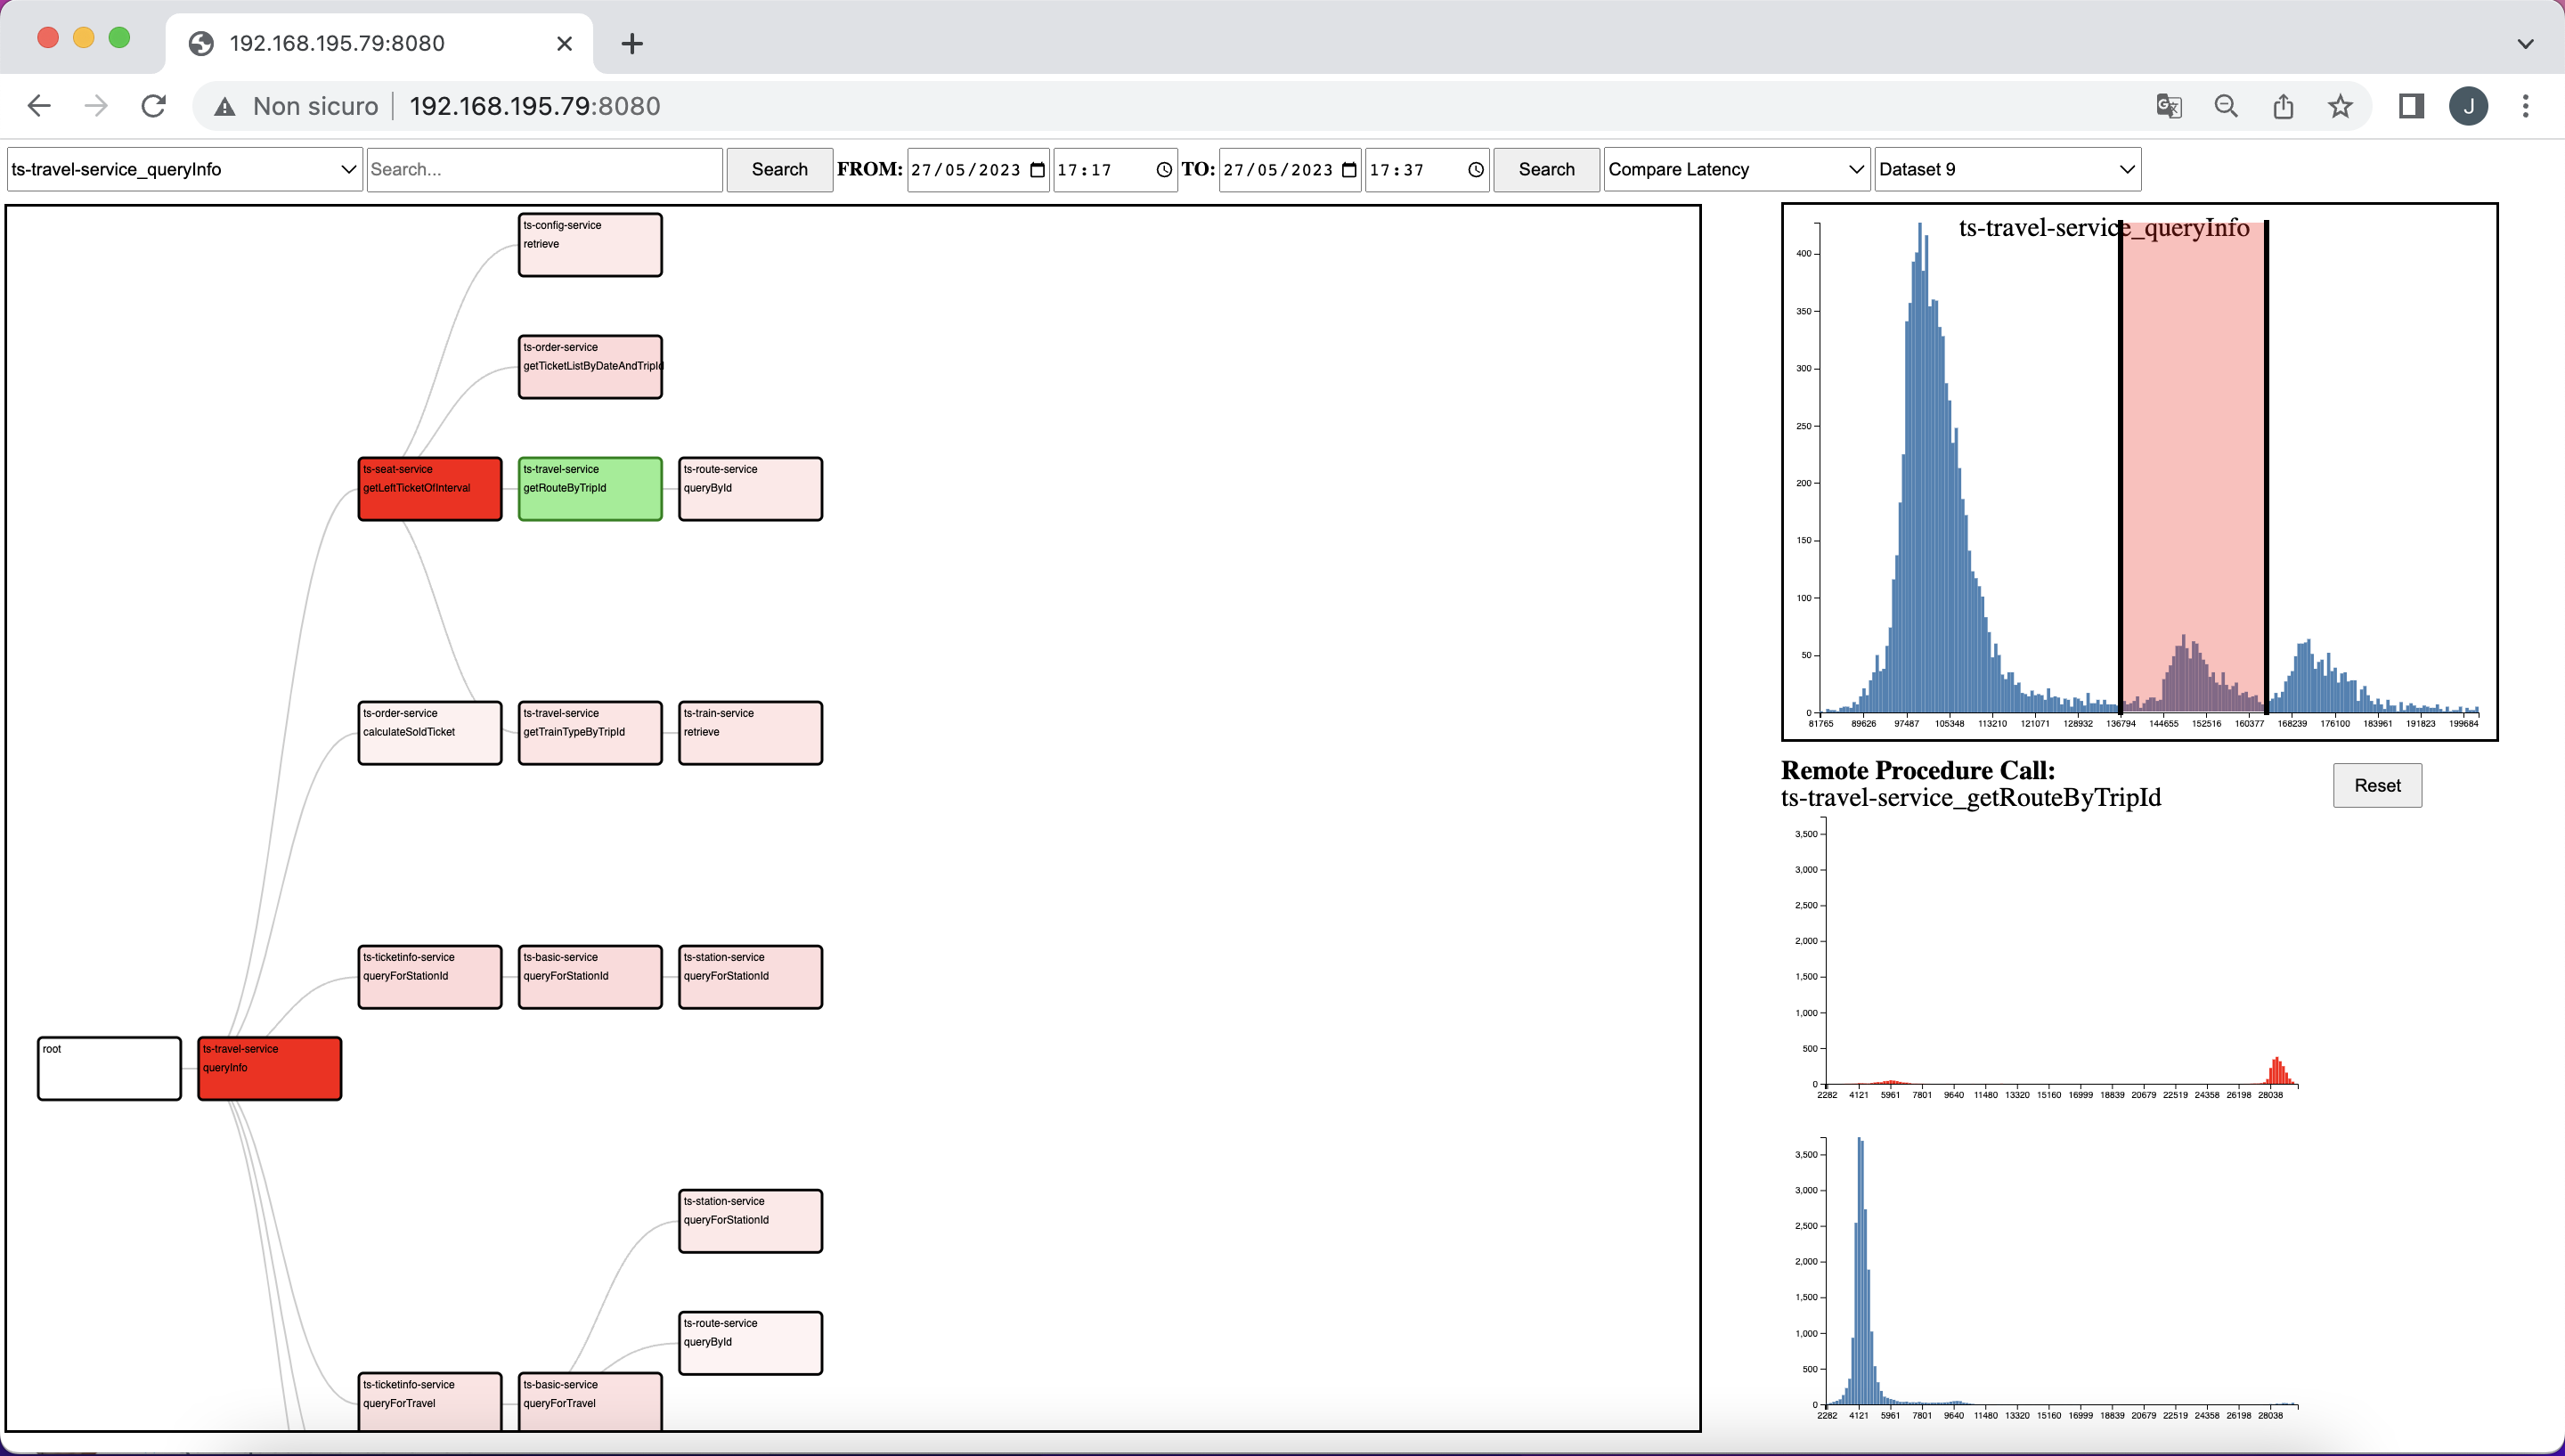 192.168.195.79:8080
Non sicuro 192.168.195.79:8080
J
ts-travel-service_queryInfo Search... Search FROM: 27/05/2023 17:17 TO: 27/05/2023 17:37 Search Compare Latency Dataset 9
ts-config-service
retrieve
ts-order-service
getTicketListByDateAndTripId
ts-seat-service
getLeftTicketOfInterval
ts-travel-service
getRouteByTripId
ts-route-service
queryById
ts-order-service
calculateSoldTicket
ts-travel-service
getTrainTypeByTripId
ts-train-service
retrieve
ts-ticketinfo-service
queryForStationId
ts-basic-service
queryForStationId
ts-station-service
queryForStationId
root
ts-travel-service
queryInfo
ts-station-service
queryForStationId
ts-route-service
queryById
ts-ticketinfo-service
queryForTravel
ts-basic-service
queryForTravel
ts-travel-service_queryInfo
400
350
300
250
200
150
100
50
0
81765 89626 97487 105348 113210 121071 128932 136794 144655 152516 160377 168239 176100 183961 191823 199684
Remote Procedure Call:
ts-travel-service_getRouteByTripId
Reset
3,500
3,000
2,500
2,000
1,500
1,000
500
0
2282 4121 5961 7801 9640 11480 13320 15160 16999 18839 20679 22519 24358 26198 28038
3,500
3,000
2,500
2,000
1,500
1,000
500
0
2282 4121 5961 7801 9640 11480 13320 15160 16999 18839 20679 22519 24358 26198 28038